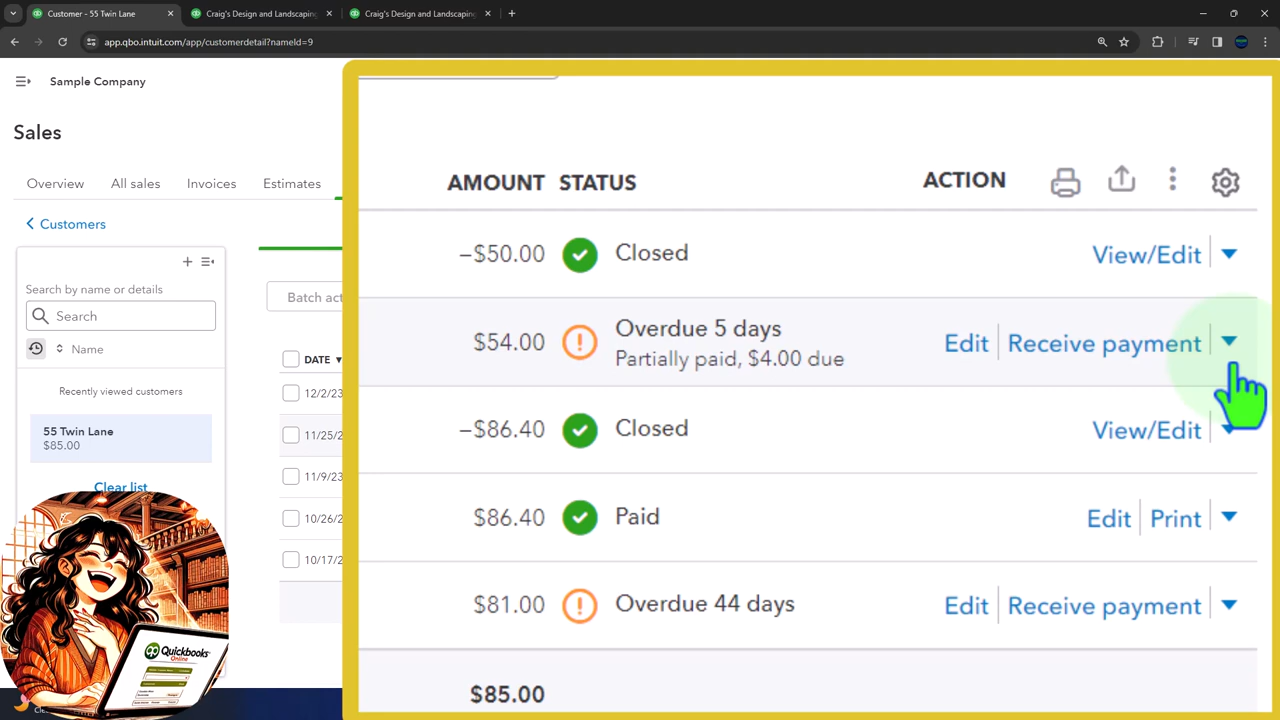 Customer - 55 Twin Lane
Craig's Design and Landscaping
Craig's Design and Landscaping
app.qbo.intuit.com/app/customerdetail?nameId=9
Sample Company
Sales
Overview
All sales
Invoices
Estimates
Customers
Search by name or details
Search
Name
Recently viewed customers
55 Twin Lane
$85.00
Clear list
Batch act
DATE
12/2/23
11/25/2
11/9/23
10/26/2
10/17/2
AMOUNT STATUS ACTION
–$50.00 Closed View/Edit
$54.00 Overdue 5 days Edit Receive payment
Partially paid, $4.00 due
–$86.40 Closed View/Edit
$86.40 Paid Edit Print
$81.00 Overdue 44 days Edit Receive payment
$85.00
qb Quickbooks
Online